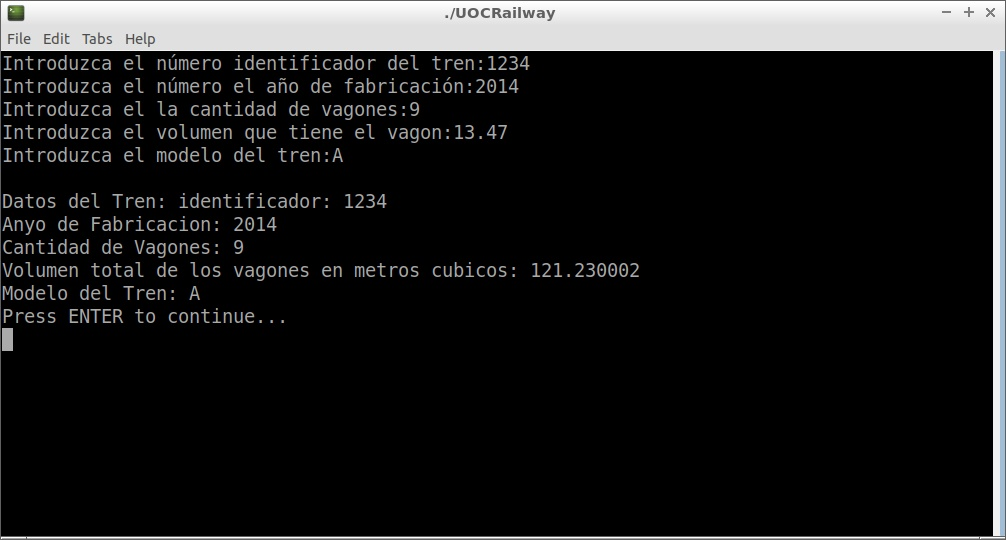 ./UOCRailway
File Edit Tabs Help
Introduzca el número identificador del tren:1234
Introduzca el número el año de fabricación:2014
Introduzca el la cantidad de vagones:9
Introduzca el volumen que tiene el vagon:13.47
Introduzca el modelo del tren:A
Datos del Tren: identificador: 1234
Anyo de Fabricacion: 2014
Cantidad de Vagones: 9
Volumen total de los vagones en metros cubicos: 121.230002
Modelo del Tren: A
Press ENTER to continue...